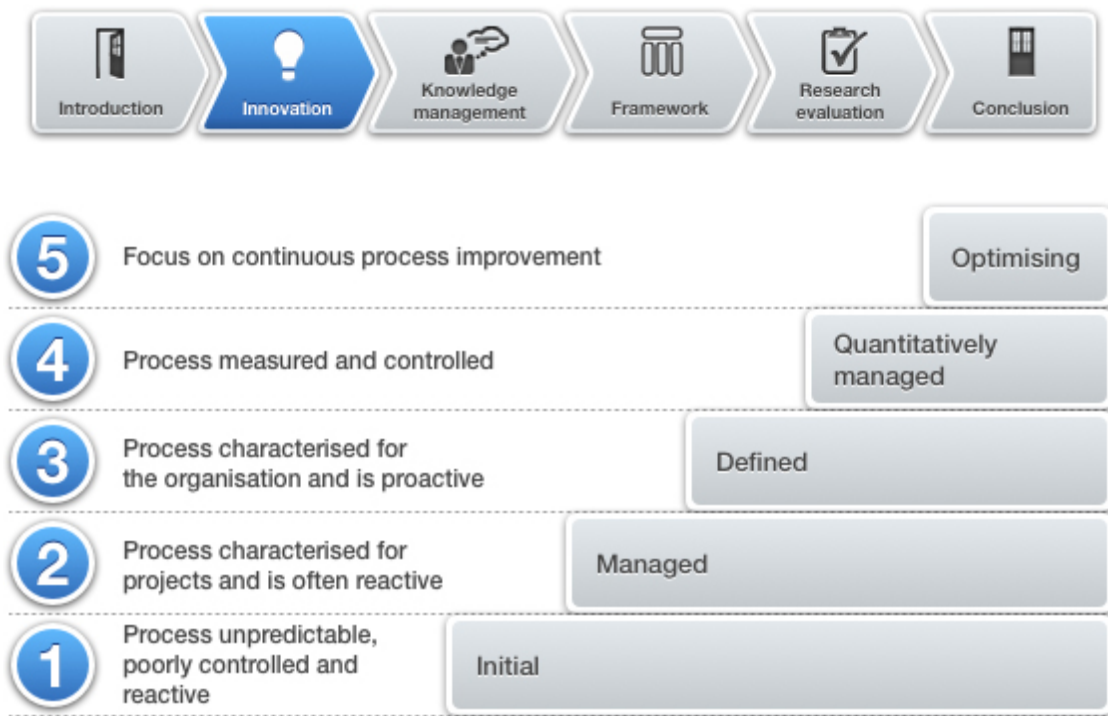 Introduction
Innovation
Knowledge
management
Framework
Research
evaluation
Conclusion
5
Focus on continuous process improvement
Optimising
4
Process measured and controlled
Quantitatively
managed
3
Process characterised for
the organisation and is proactive
Defined
2
Process characterised for
projects and is often reactive
Managed
1
Process unpredictable,
poorly controlled and
reactive
Initial